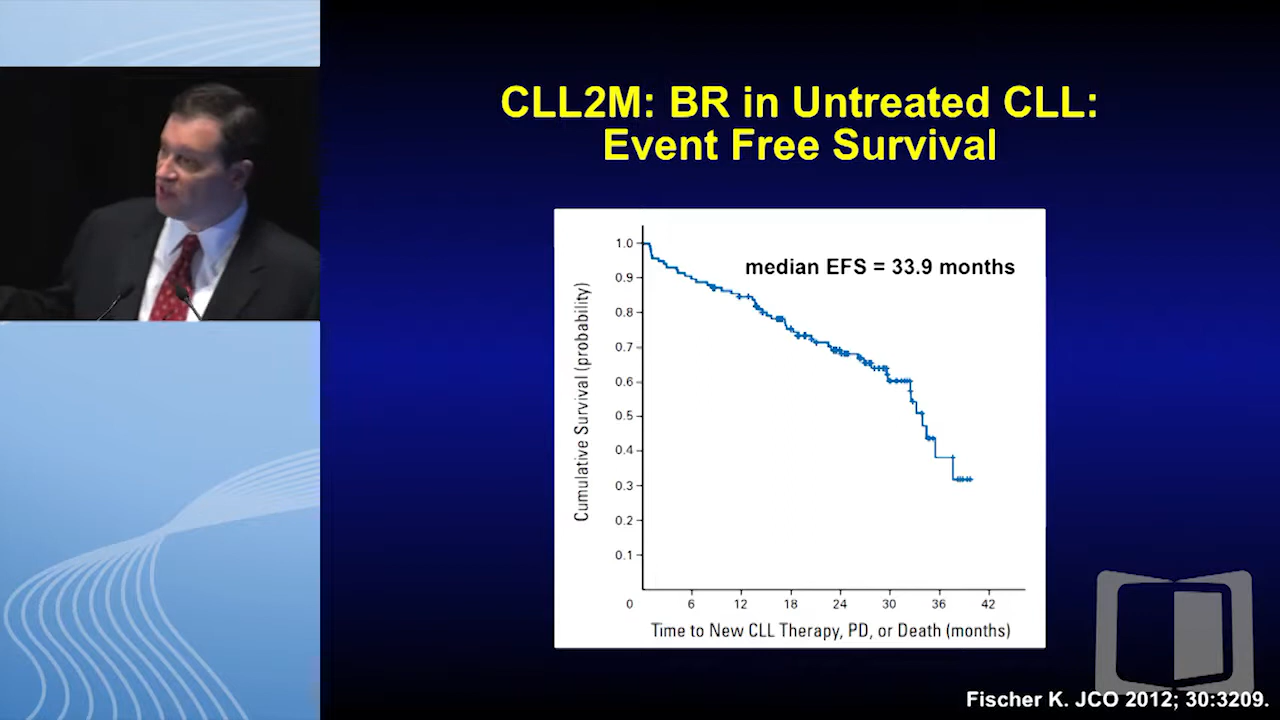 CLL2M: BR in Untreated CLL:
Event Free Survival
median EFS = 33.9 months
Cumulative Survival (probability)
1.0
0.9
0.8
0.7
0.6
0.5
0.4
0.3
0.2
0.1
0 6 12 18 24 30 36 42
Time to New CLL Therapy, PD, or Death (months)
Fischer K. JCO 2012; 30:3209.